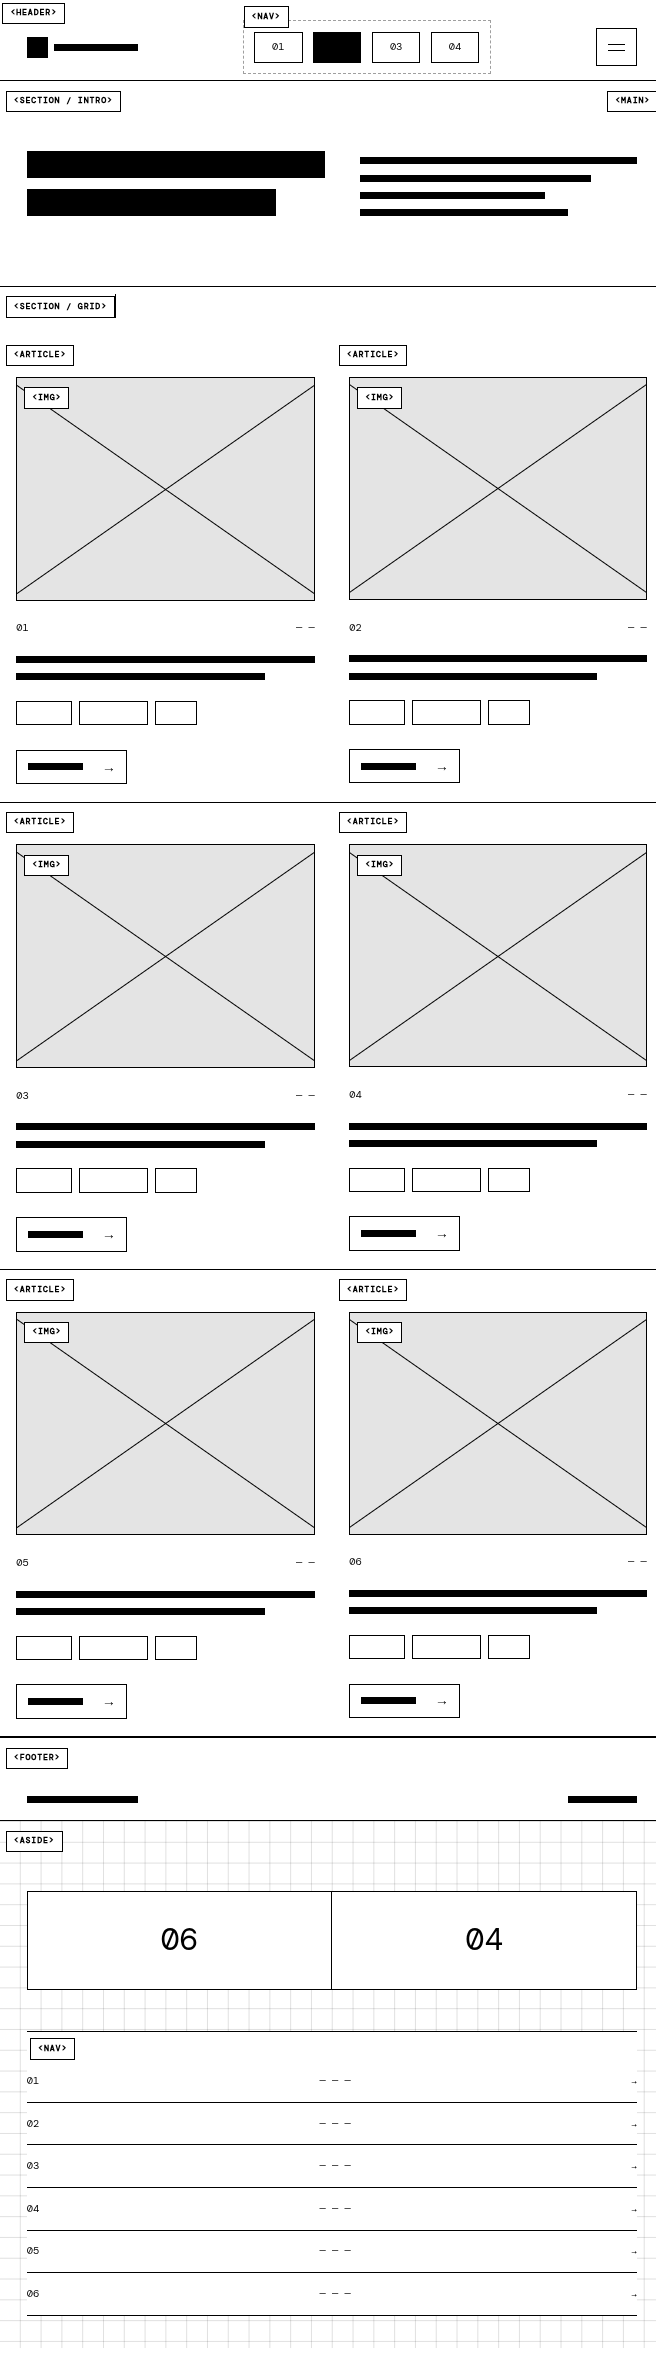 <HEADER>
<NAV>
01 03 04
<SECTION / INTRO> <MAIN>
<SECTION / GRID>
<ARTICLE> <ARTICLE>
<IMG> <IMG>
01 — — 02 — —
→ →
<ARTICLE> <ARTICLE>
<IMG> <IMG>
03 — — 04 — —
→ →
<ARTICLE> <ARTICLE>
<IMG> <IMG>
05 — — 06 — —
→ →
<FOOTER>
<ASIDE>
06 04
<NAV>
01 — — — →
02 — — — →
03 — — — →
04 — — — →
05 — — — →
06 — — — →